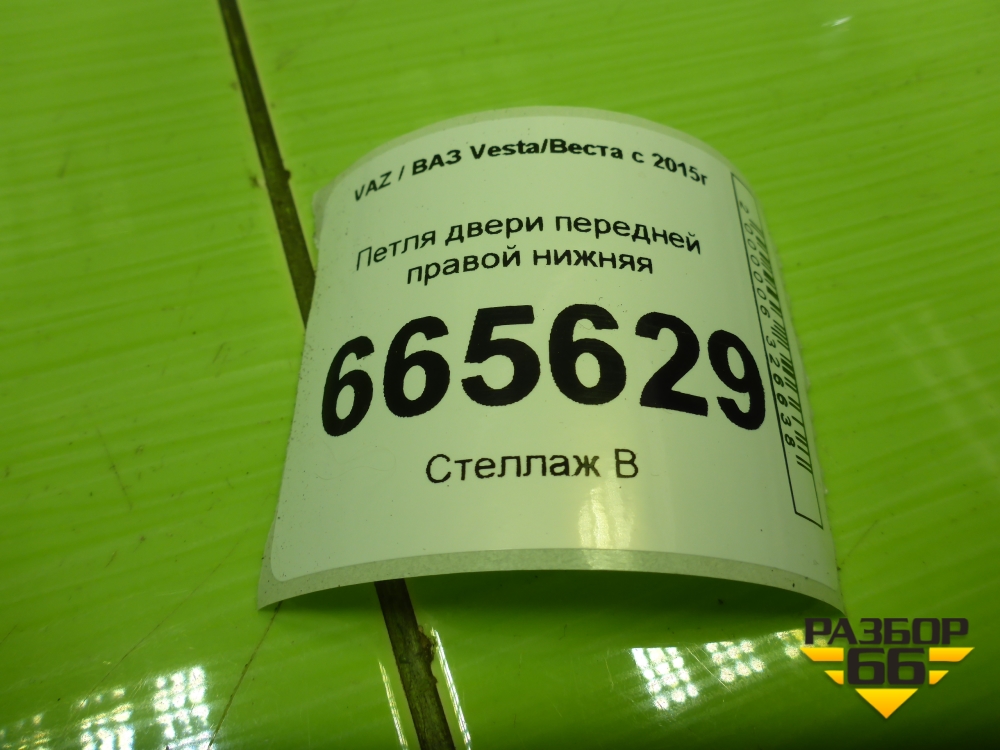 VAZ / ВАЗ Vesta/Веста с 2015г
Петля двери передней
правой нижняя
665629
Стеллаж В
РАЗБОР
66